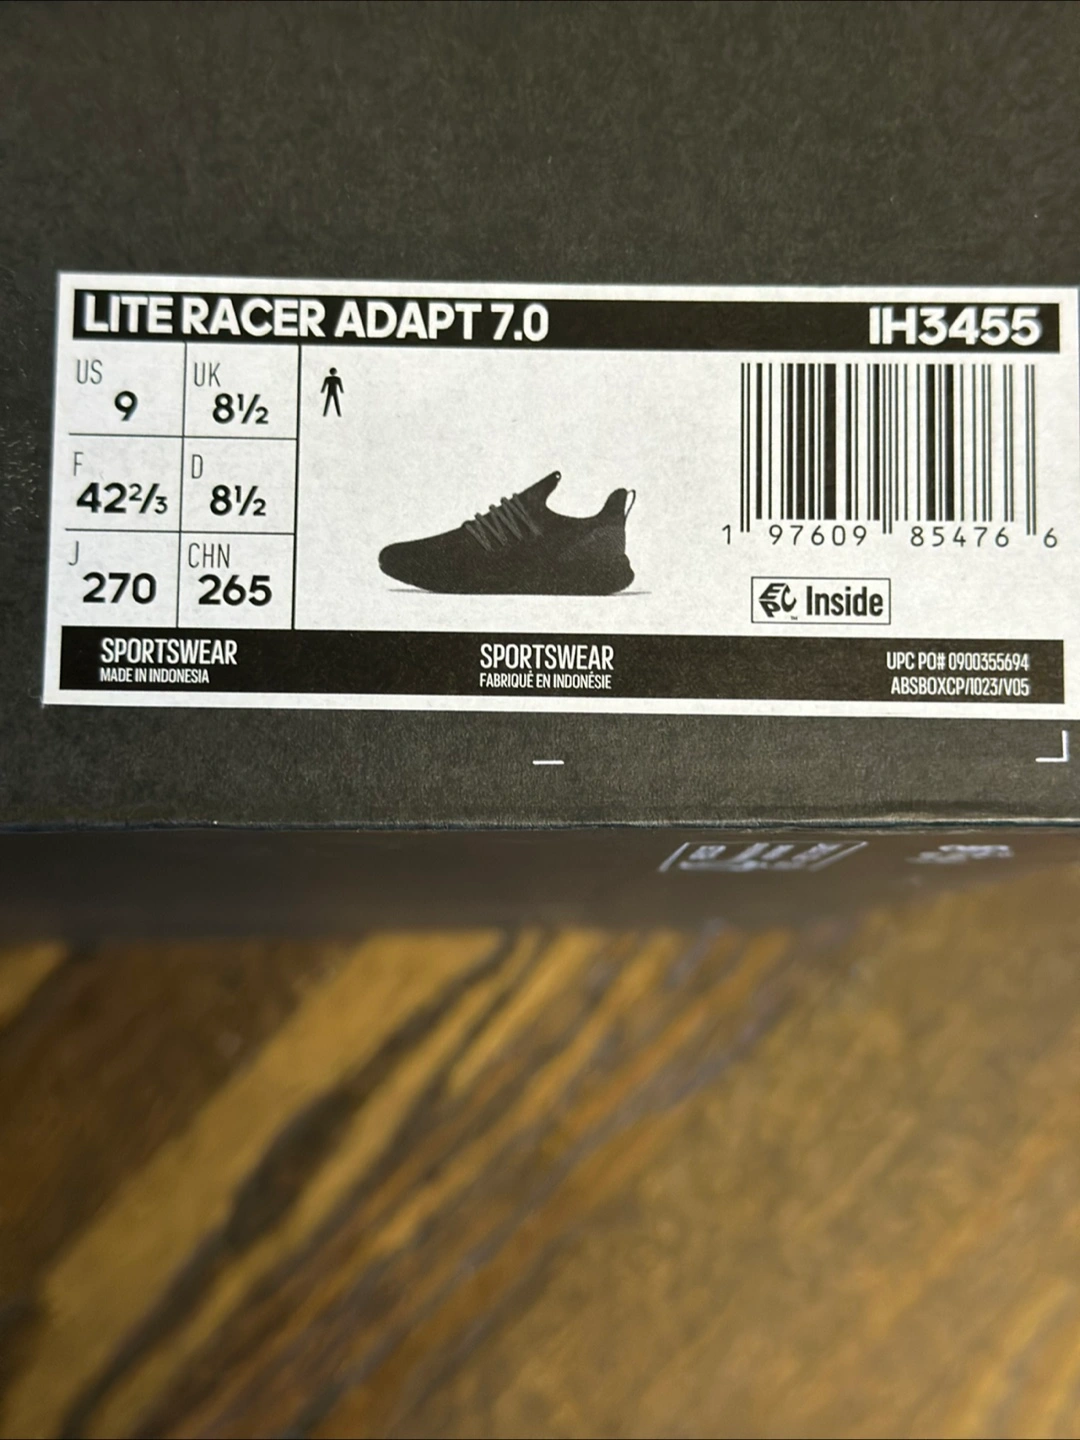 LITE RACER ADAPT 7.0 IH3455
US UK
9 8½
F D
42⅔ 8½
J CHN
270 265
1 97609 85476 6
EPC Inside
SPORTSWEAR SPORTSWEAR UPC PO# 0900355694
MADE IN INDONESIA FABRIQUÉ EN INDONÉSIE ABSBOXCP/1023/V05